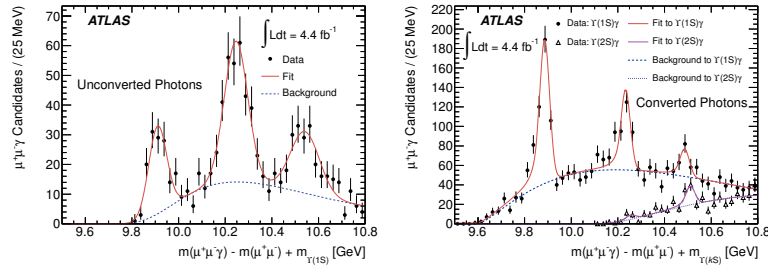 ATLAS
∫Ldt = 4.4 fb⁻¹
Data
Fit
Background
Unconverted Photons
μ⁺μ⁻γ Candidates / (25 MeV)
70
60
50
40
30
20
10
0
9.6 9.8 10.0 10.2 10.4 10.6 10.8
m(μ⁺μ⁻γ) - m(μ⁺μ⁻) + m_Υ(1S) [GeV]
ATLAS
∫Ldt = 4.4 fb⁻¹
Data: Υ(1S)γ
Data: Υ(2S)γ
Fit to Υ(1S)γ
Fit to Υ(2S)γ
Background to Υ(1S)γ
Background to Υ(2S)γ
Converted Photons
μ⁺μ⁻γ Candidates / (25 MeV)
220
200
180
160
140
120
100
80
60
40
20
0
9.6 9.8 10.0 10.2 10.4 10.6 10.8
m(μ⁺μ⁻γ) - m(μ⁺μ⁻) + m_Υ(kS) [GeV]